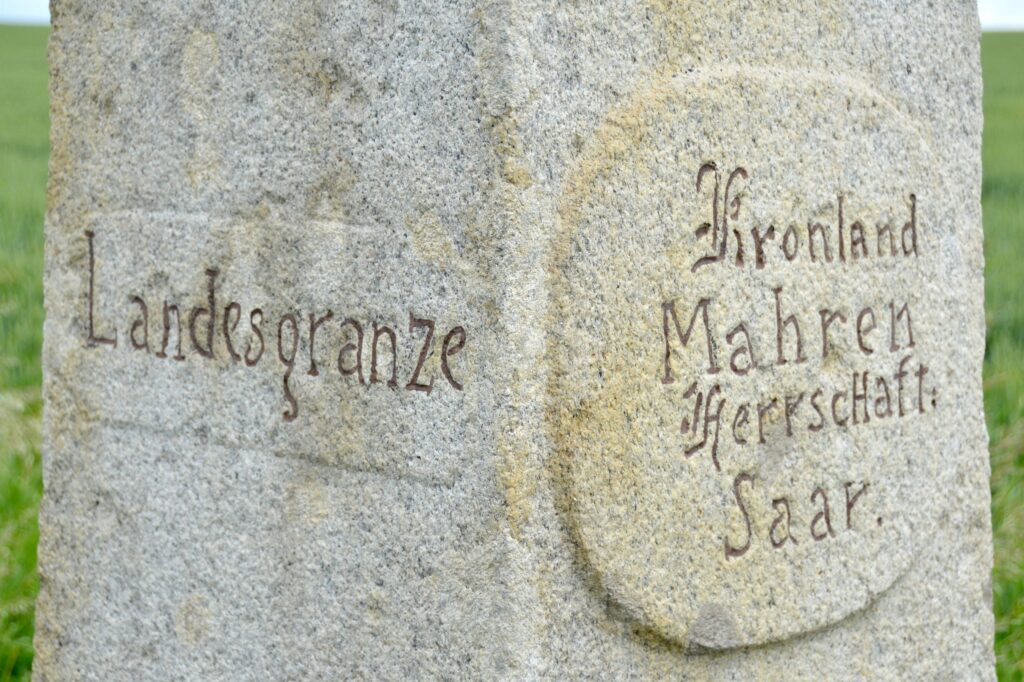 Landesgranze
Kronland
Mahren
Herrschaft:
Saar.